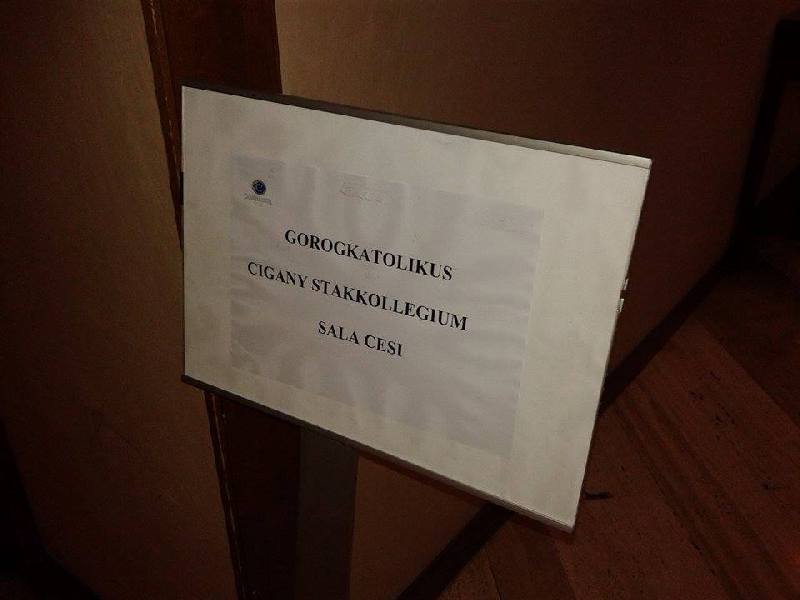 GOROGKATOLIKUS
CIGANY STAKKOLLEGIUM
SALA CESI